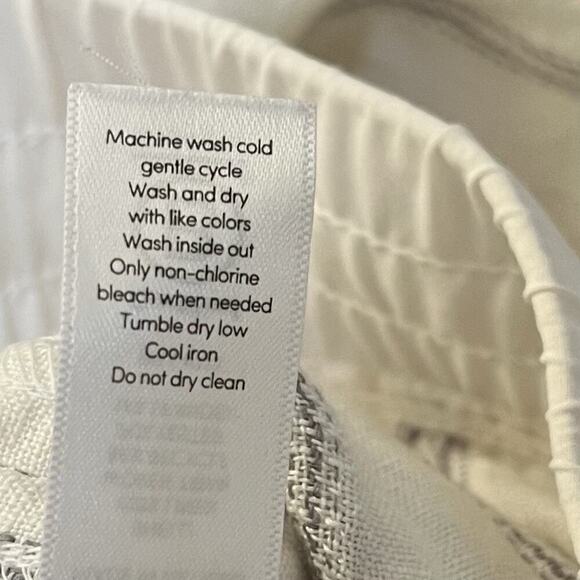 Machine wash cold
gentle cycle
Wash and dry
with like colors
Wash inside out
Only non-chlorine
bleach when needed
Tumble dry low
Cool iron
Do not dry clean